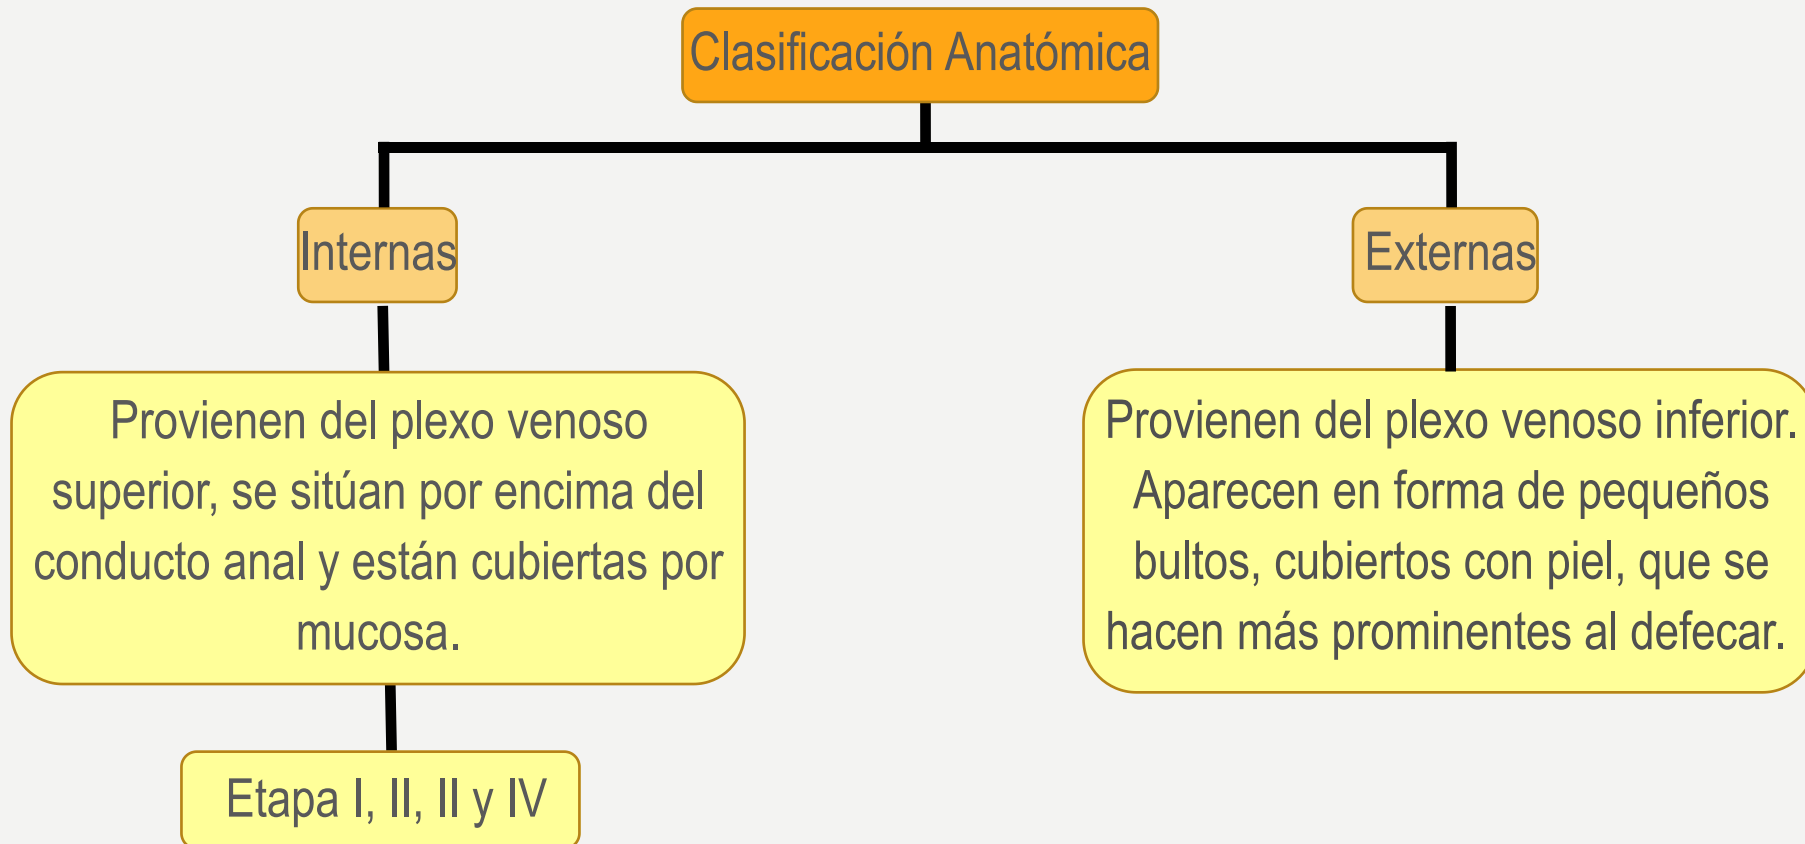 Clasificación Anatómica
Internas
Externas
Provienen del plexo venoso
superior, se sitúan por encima del
conducto anal y están cubiertas por
mucosa.
Provienen del plexo venoso inferior.
Aparecen en forma de pequeños
bultos, cubiertos con piel, que se
hacen más prominentes al defecar.
Etapa I, II, II y IV